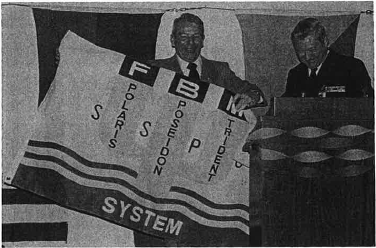 F B M
POLARIS
POSEIDON
TRIDENT
S S P
SYSTEM